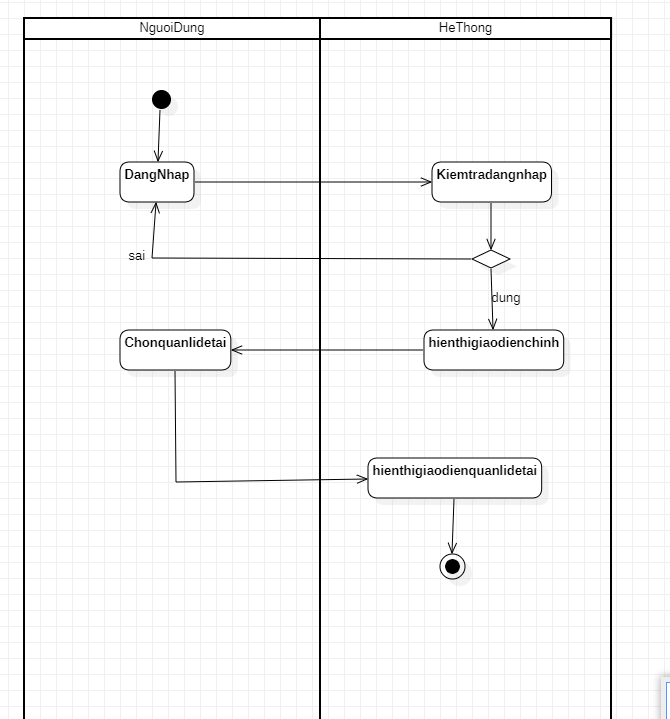 NguoiDung
HeThong
DangNhap
Kiemtradangnhap
sai
dung
Chonquanlidetai
hienthigiaodienchinh
hienthigiaodienquanlidetai